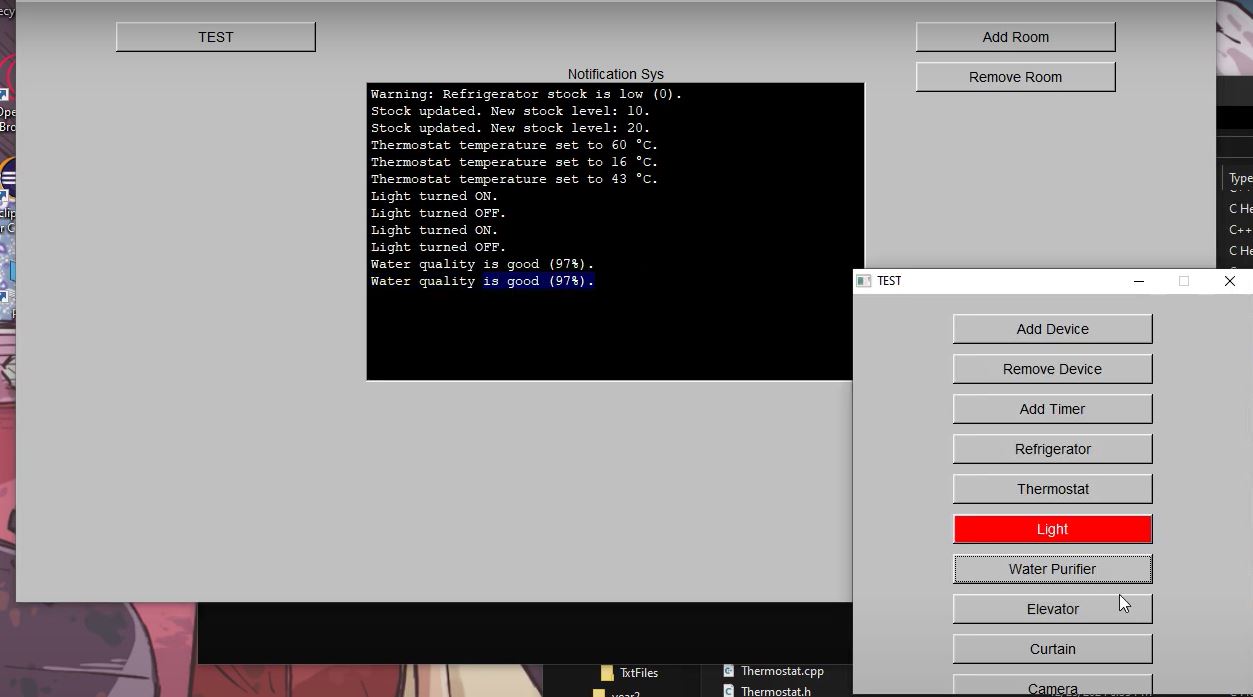 TEST
Add Room
Remove Room
Notification Sys
Warning: Refrigerator stock is low (0).
Stock updated. New stock level: 10.
Stock updated. New stock level: 20.
Thermostat temperature set to 60 °C.
Thermostat temperature set to 16 °C.
Thermostat temperature set to 43 °C.
Light turned ON.
Light turned OFF.
Light turned ON.
Light turned OFF.
Water quality is good (97%).
Water quality is good (97%).
TEST
Add Device
Remove Device
Add Timer
Refrigerator
Thermostat
Light
Water Purifier
Elevator
Curtain
Camera
Type
C He
C++
C He
TxtFiles
year2
Thermostat.cpp
Thermostat.h